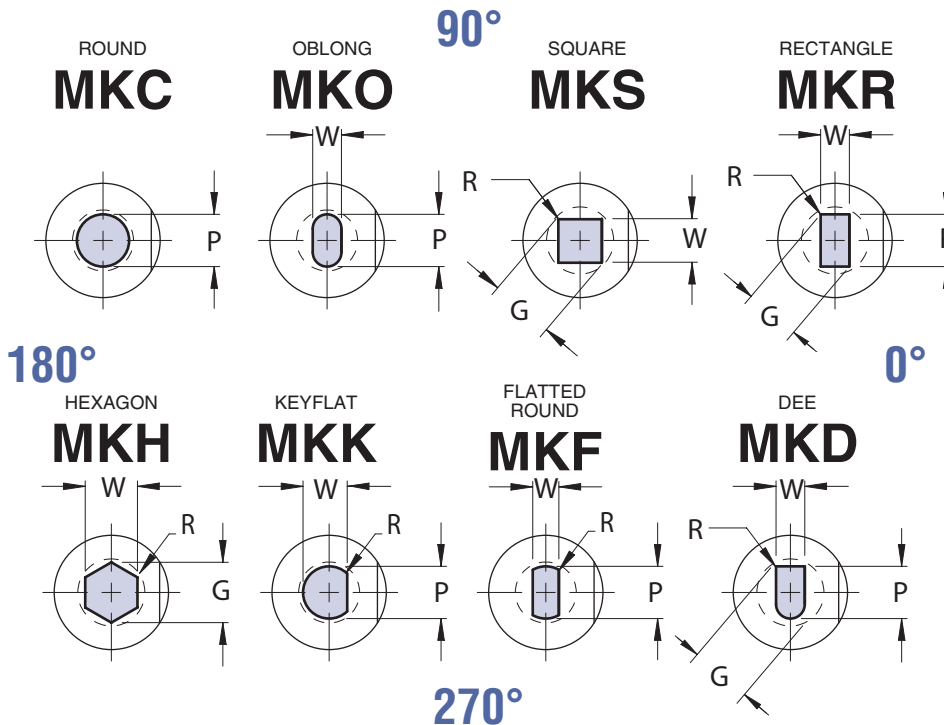 90°
ROUND
OBLONG
SQUARE
RECTANGLE
MKC
MKO
MKS
MKR
W
W
R
R
P
P
W
G
G
180°
0°
HEXAGON
KEYFLAT
FLATTED
ROUND
DEE
MKH
MKK
MKF
MKD
W
W
W
W
R
R
R
R
G
P
P
P
G
270°